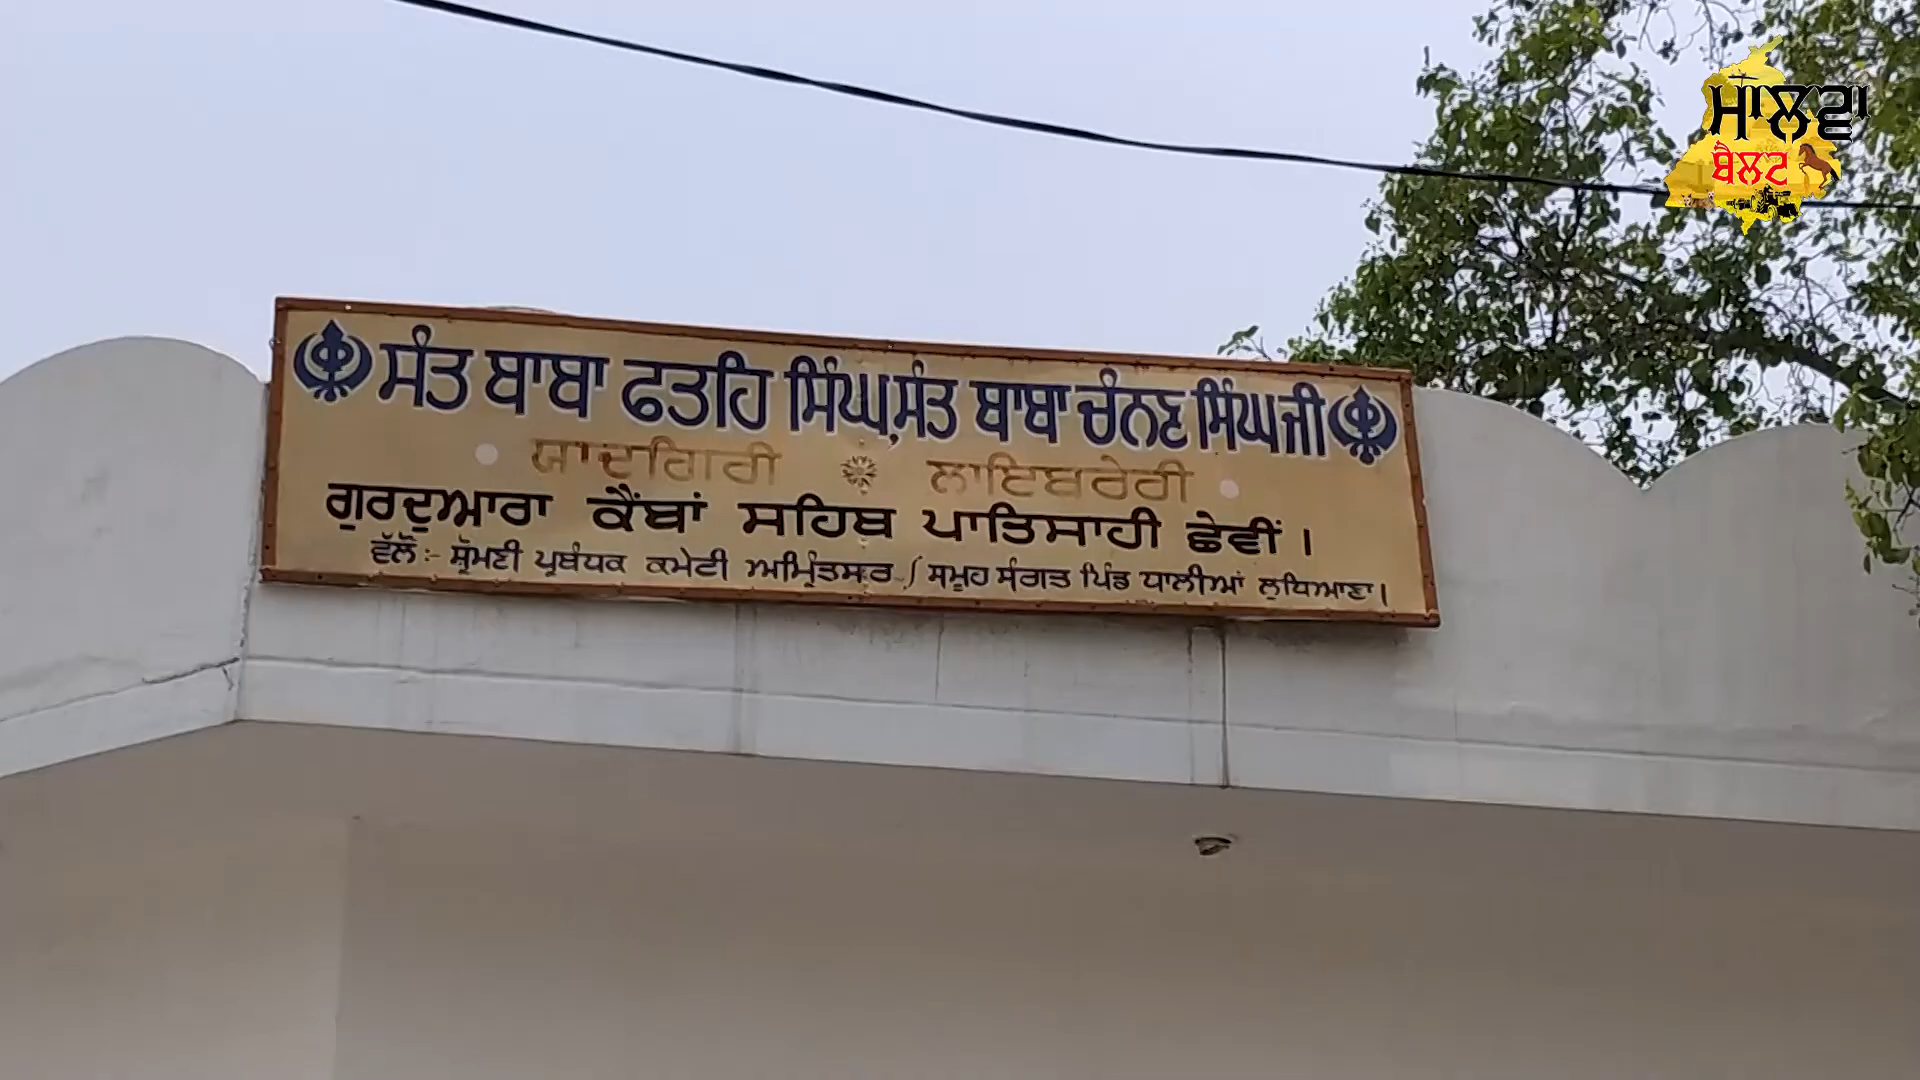 ਮਾਲਵਾ
ਬੈਲਟ
ਸੰਤ ਬਾਬਾ ਫਤਹਿ ਸਿੰਘ,ਸੰਤ ਬਾਬਾ ਚੰਨਣ ਸਿੰਘ ਜੀ
ਯਾਦਗਿਰੀ ਲਾਇਬਰੇਰੀ
ਗੁਰਦੁਆਰਾ ਕੈਂਬਾਂ ਸਹਿਬ ਪਾਤਿਸਾਹੀ ਛੇਵੀਂ ।
ਵੱਲੋਂ :- ਸ਼੍ਰੋਮਣੀ ਪ੍ਰਬੰਧਕ ਕਮੇਟੀ ਅਮ੍ਰਿੰਤਸਰ / ਸਮੂਹ ਸੰਗਤ ਪਿੰਡ ਧਾਲੀਆਂ ਲੁਧਿਆਣਾ ।